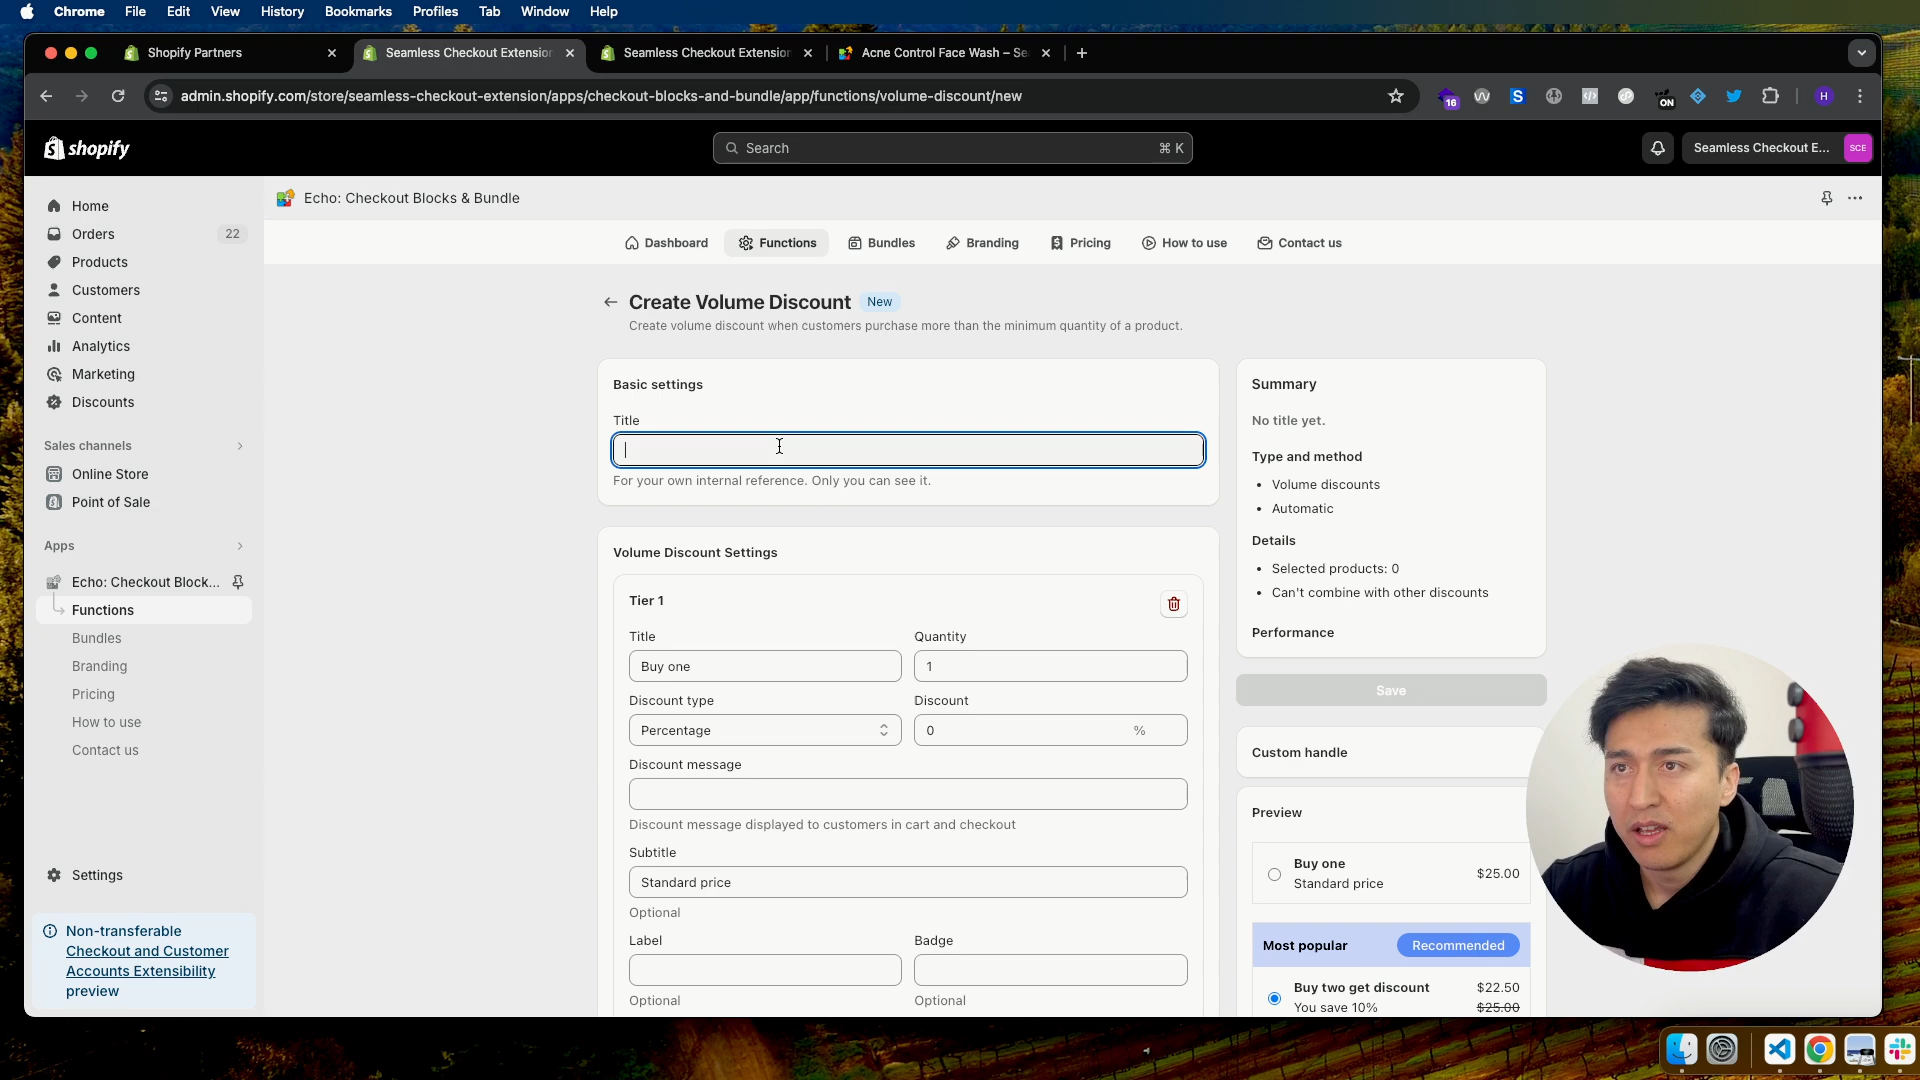 Chrome File Edit View History Bookmarks Profiles Tab Window Help
Shopify Partners
Seamless Checkout Extension
Seamless Checkout Extension
Acne Control Face Wash – Se
admin.shopify.com/store/seamless-checkout-extension/apps/checkout-blocks-and-bundle/app/functions/volume-discount/new
16
S
ON
H
shopify
Search
⌘ K
Seamless Checkout E...
SCE
Home
Orders 22
Products
Customers
Content
Analytics
Marketing
Discounts
Sales channels
Online Store
Point of Sale
Apps
Echo: Checkout Block...
Functions
Bundles
Branding
Pricing
How to use
Contact us
Settings
Non-transferable
Checkout and Customer
Accounts Extensibility
preview
Echo: Checkout Blocks & Bundle
Dashboard Functions Bundles Branding Pricing How to use Contact us
Create Volume Discount New
Create volume discount when customers purchase more than the minimum quantity of a product.
Basic settings
Title
For your own internal reference. Only you can see it.
Volume Discount Settings
Tier 1
Title Quantity
Buy one 1
Discount type Discount
Percentage 0 %
Discount message
Discount message displayed to customers in cart and checkout
Subtitle
Standard price
Optional
Label Badge
Optional Optional
Summary
No title yet.
Type and method
• Volume discounts
• Automatic
Details
• Selected products: 0
• Can't combine with other discounts
Performance
Save
Custom handle
Preview
Buy one
Standard price
$25.00
Most popular Recommended
Buy two get discount $22.50
You save 10% $25.00